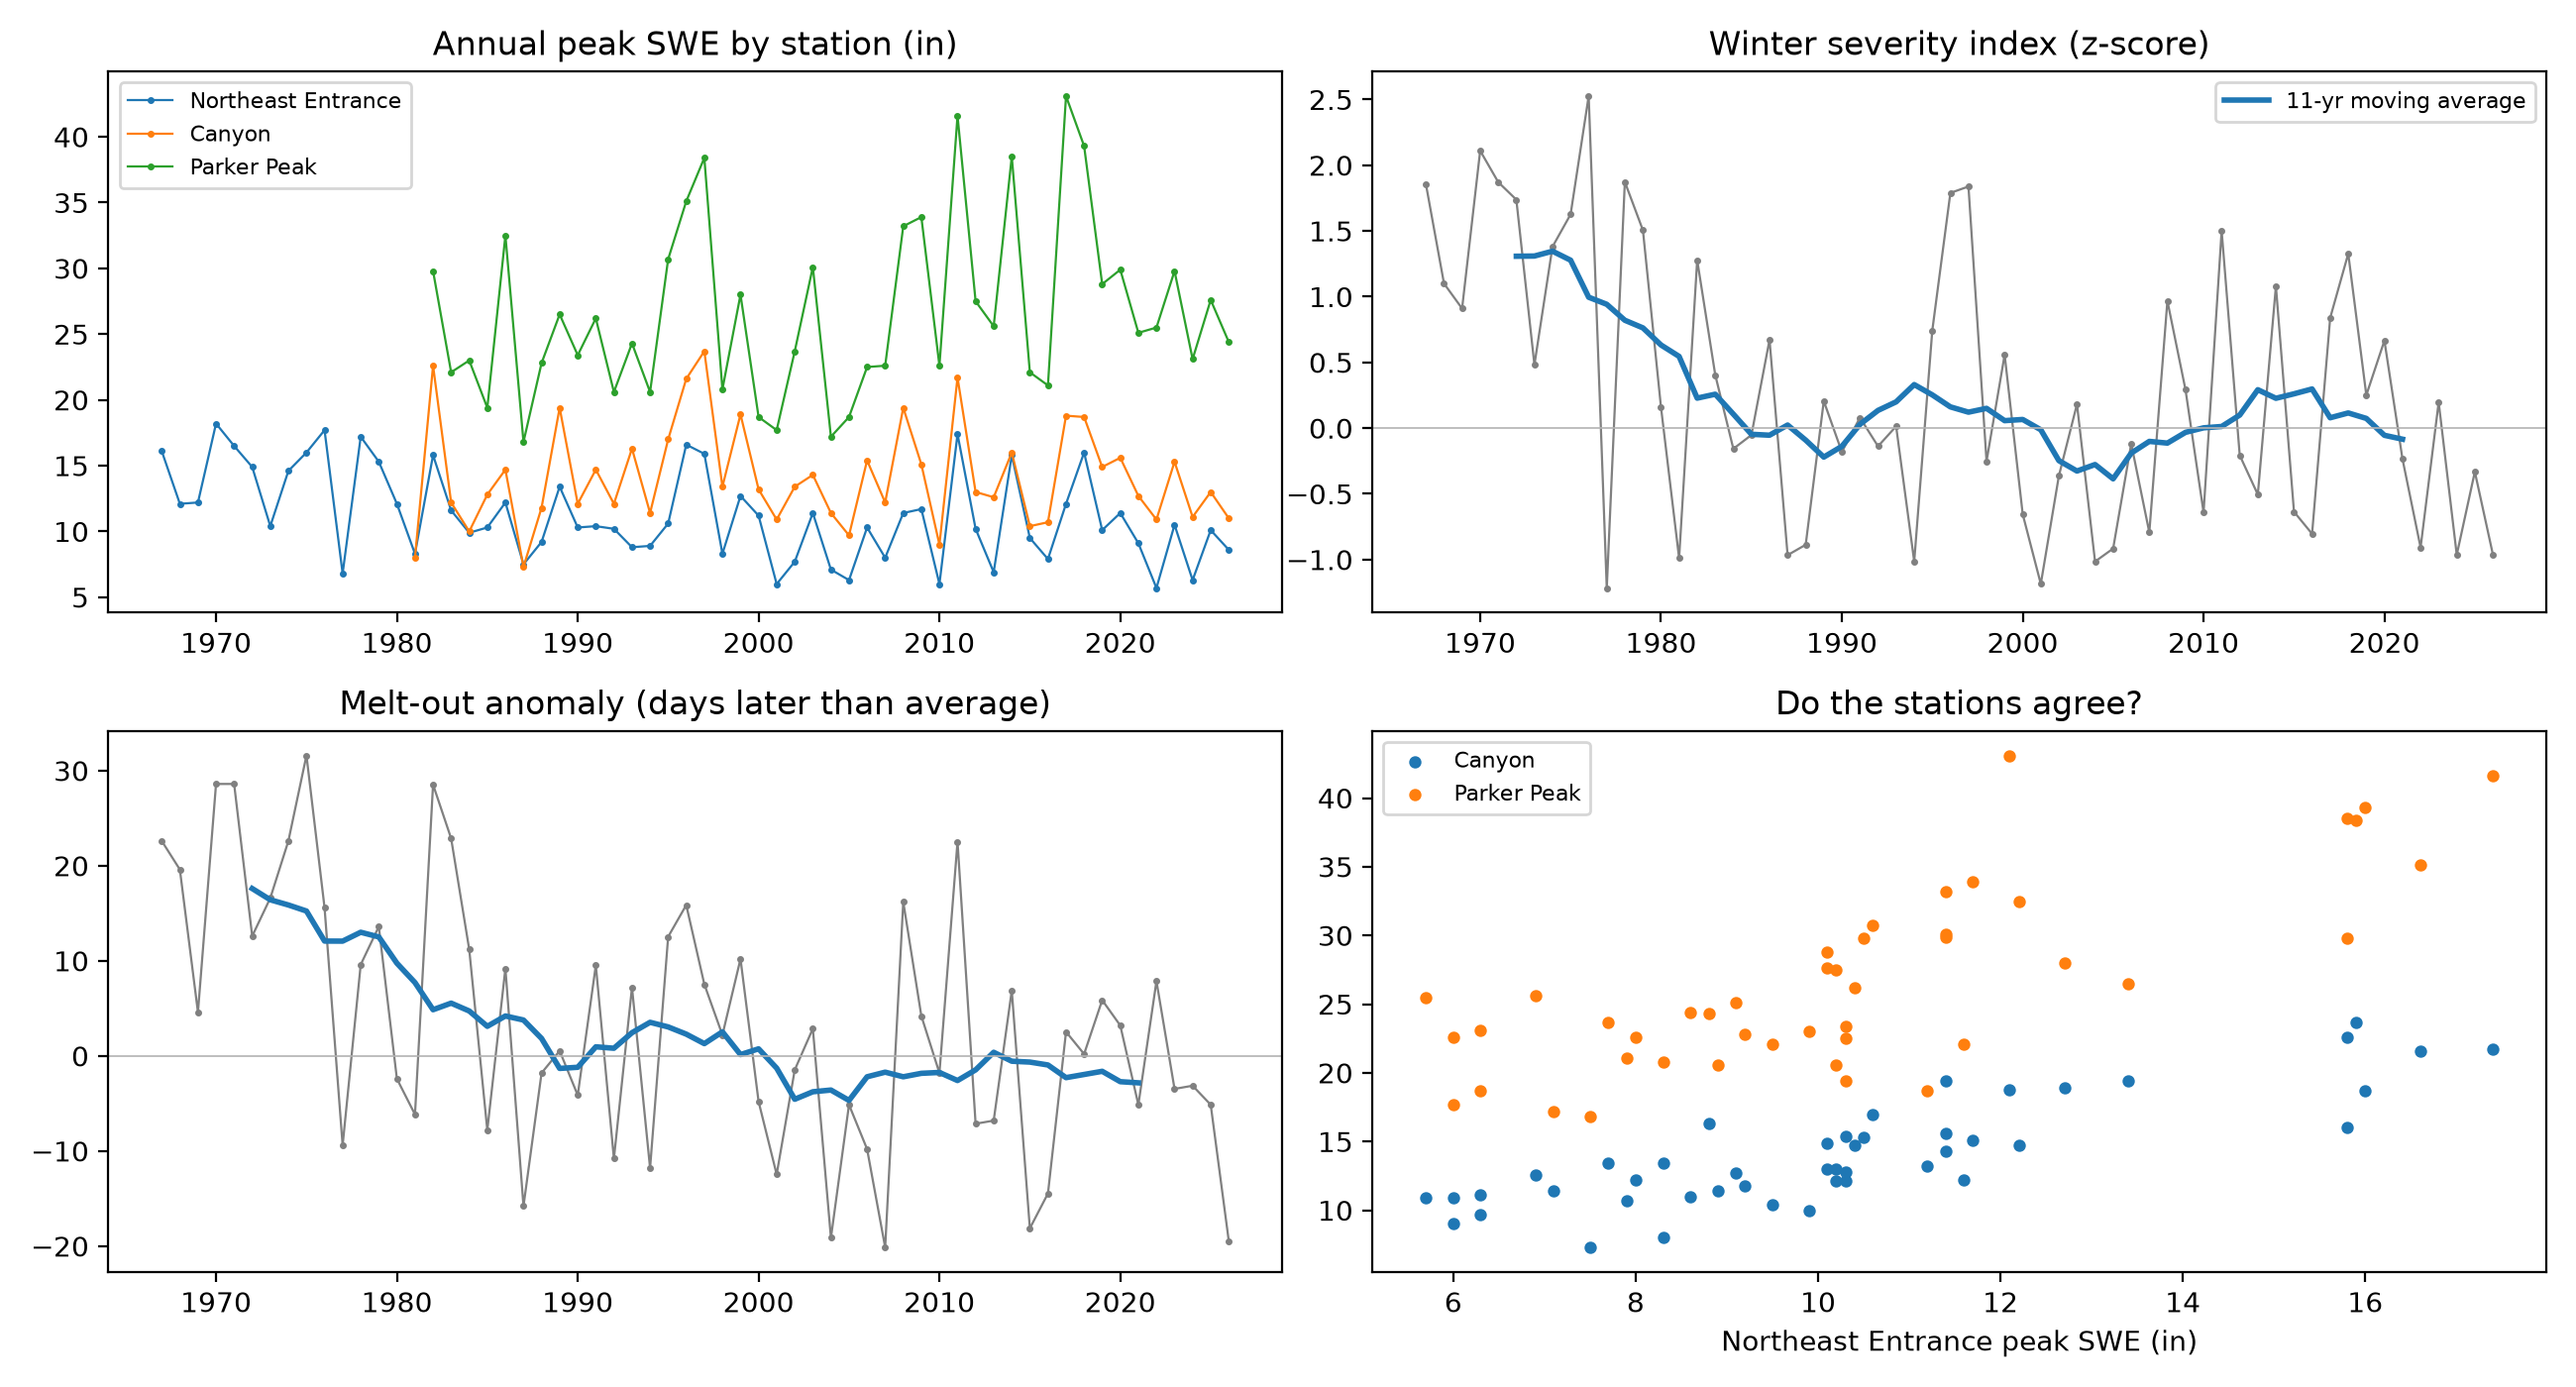 Annual peak SWE by station (in)
Northeast Entrance
Canyon
Parker Peak
40
35
30
25
20
15
10
5
1970 1980 1990 2000 2010 2020
Winter severity index (z-score)
11-yr moving average
2.5
2.0
1.5
1.0
0.5
0.0
−0.5
−1.0
1970 1980 1990 2000 2010 2020
Melt-out anomaly (days later than average)
30
20
10
0
−10
−20
1970 1980 1990 2000 2010 2020
Do the stations agree?
Canyon
Parker Peak
40
35
30
25
20
15
10
6 8 10 12 14 16
Northeast Entrance peak SWE (in)